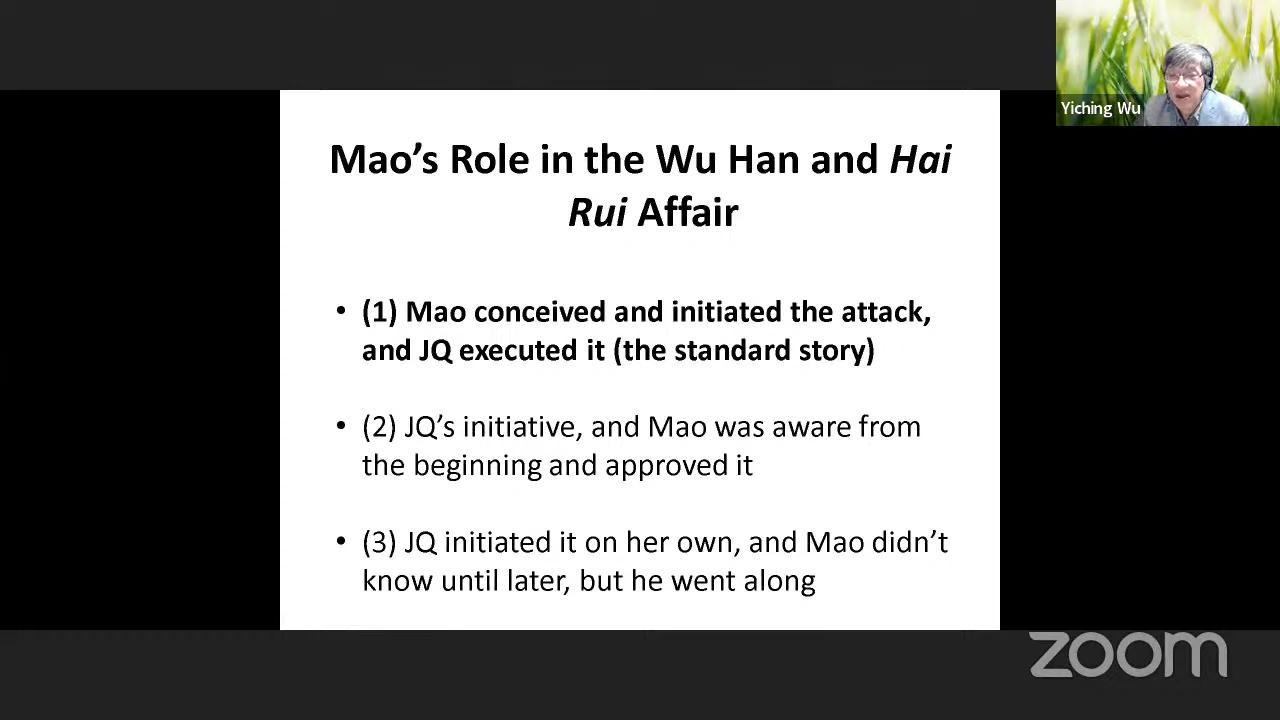 Yiching Wu
Mao’s Role in the Wu Han and Hai
Rui Affair
• (1) Mao conceived and initiated the attack,
and JQ executed it (the standard story)
• (2) JQ’s initiative, and Mao was aware from
the beginning and approved it
• (3) JQ initiated it on her own, and Mao didn’t
know until later, but he went along
zoom